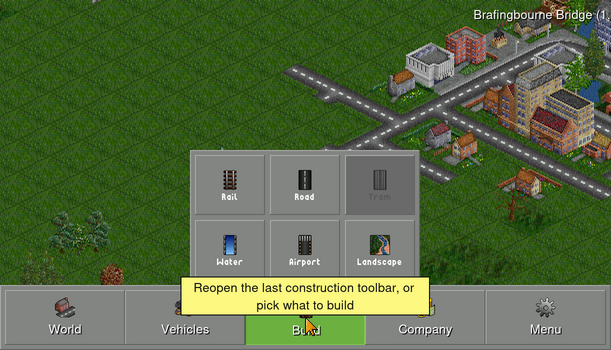 Brafingbourne Bridge (1,
Rail
Road
Tram
Water
Airport
Landscape
Reopen the last construction toolbar, or
pick what to build
World
Vehicles
Build
Company
Menu